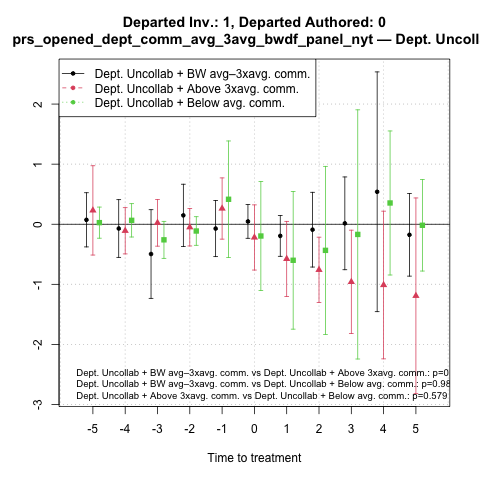 Departed Inv.: 1, Departed Authored: 0
prs_opened_dept_comm_avg_3avg_bwdf_panel_nyt — Dept. Uncoll
Dept. Uncollab + BW avg–3xavg. comm.
Dept. Uncollab + Above 3xavg. comm.
Dept. Uncollab + Below avg. comm.
2
1
0
-1
-2
-3
Dept. Uncollab + BW avg–3xavg. comm. vs Dept. Uncollab + Above 3xavg. comm.: p=0
Dept. Uncollab + BW avg–3xavg. comm. vs Dept. Uncollab + Below avg. comm.: p=0.98
Dept. Uncollab + Above 3xavg. comm. vs Dept. Uncollab + Below avg. comm.: p=0.579
-5 -4 -3 -2 -1 0 1 2 3 4 5
Time to treatment